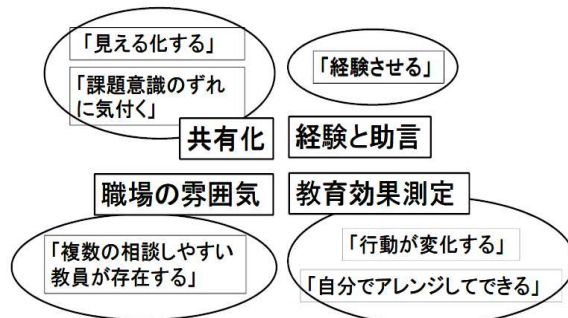 「見える化する」
「課題意識のずれ
に気付く」
「経験させる」
共有化
経験と助言
職場の雰囲気
教育効果測定
「複数の相談しやすい
教員が存在する」
「行動が変化する」
「自分でアレンジしてできる」